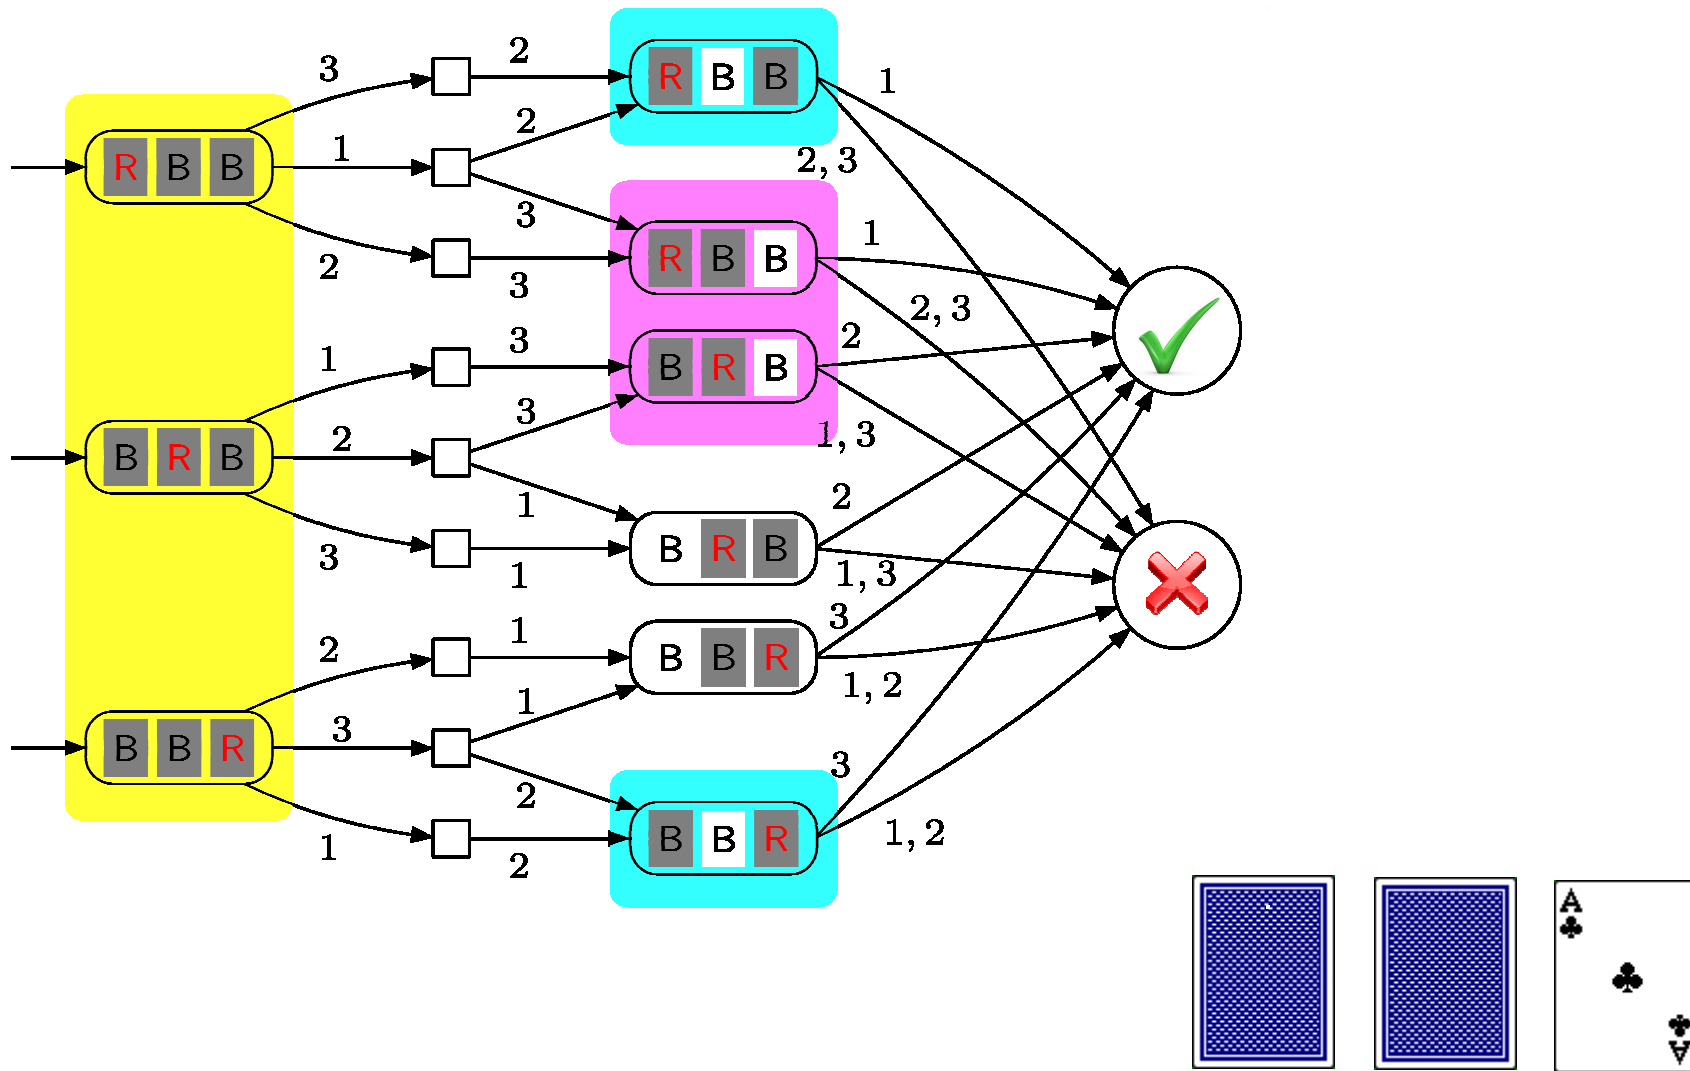 3 2 R B B 1
2
R B B 1 2, 3
3
2 3 R B B 1
2, 3
1 3 B R B 2
3
B R B 2 1, 3
1 2
3 1 B R B 1, 3
3
2 1 B B R
1 1, 2
B B R 3
2 3
1 2 B B R 1, 2
A
A